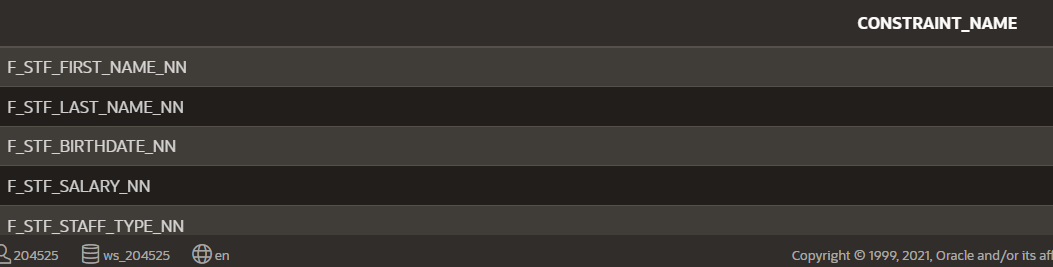 CONSTRAINT_NAME
F_STF_FIRST_NAME_NN
F_STF_LAST_NAME_NN
F_STF_BIRTHDATE_NN
F_STF_SALARY_NN
F_STF_STAFF_TYPE_NN
204525 ws_204525 en Copyright © 1999, 2021, Oracle and/or its